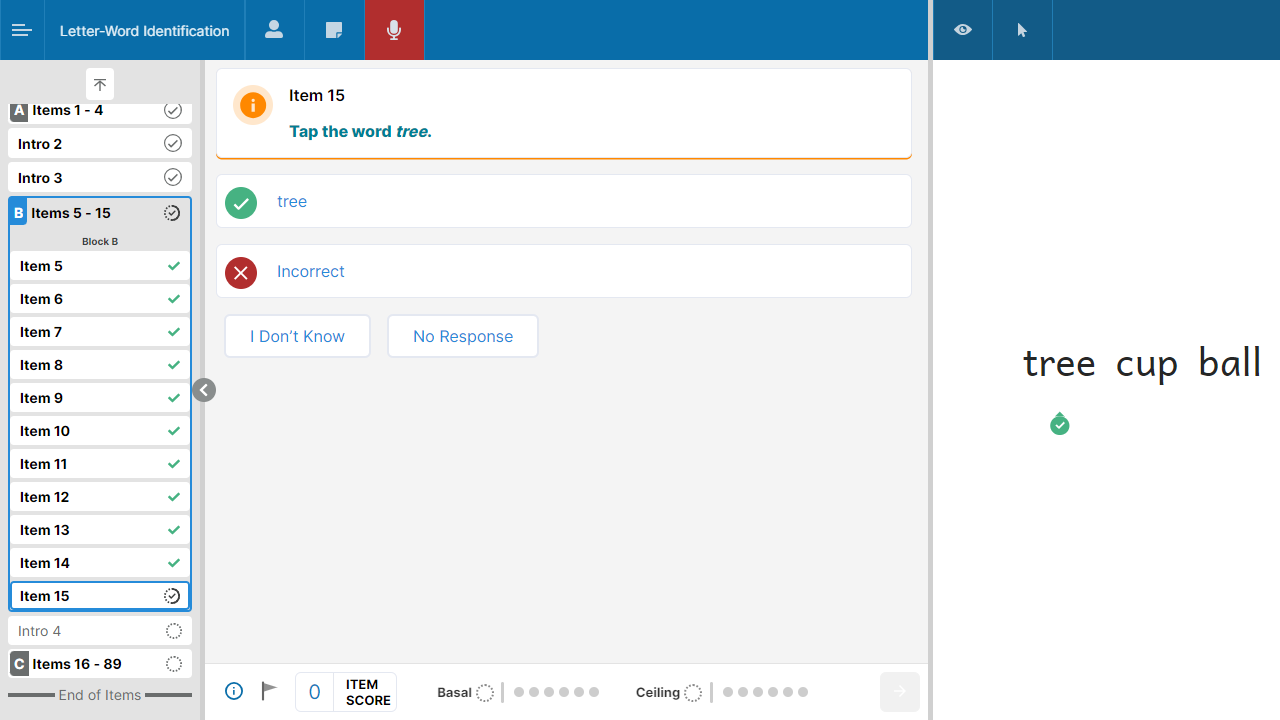 Letter-Word Identification
A Items 1 - 4
Intro 2
Intro 3
B Items 5 - 15
Block B
Item 5
Item 6
Item 7
Item 8
Item 9
Item 10
Item 11
Item 12
Item 13
Item 14
Item 15
Intro 4
C Items 16 - 89
End of Items
Item 15
Tap the word tree.
tree
Incorrect
I Don’t Know
No Response
0 ITEM SCORE
Basal
Ceiling
tree cup ball